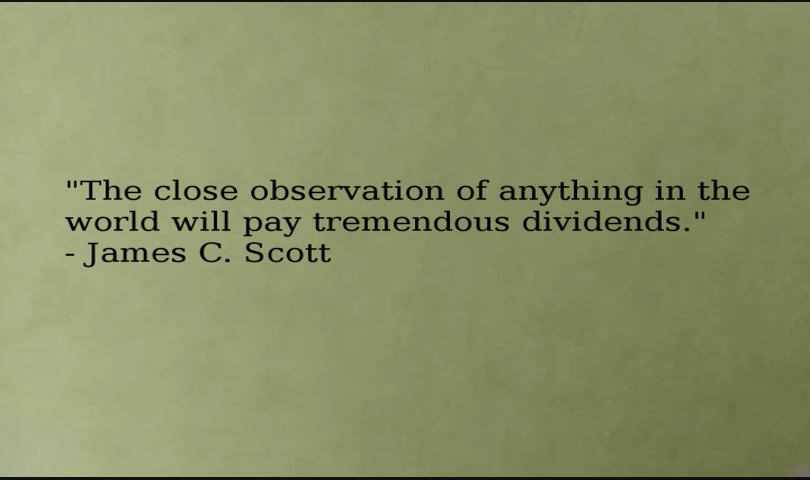 "The close observation of anything in the
world will pay tremendous dividends."
- James C. Scott